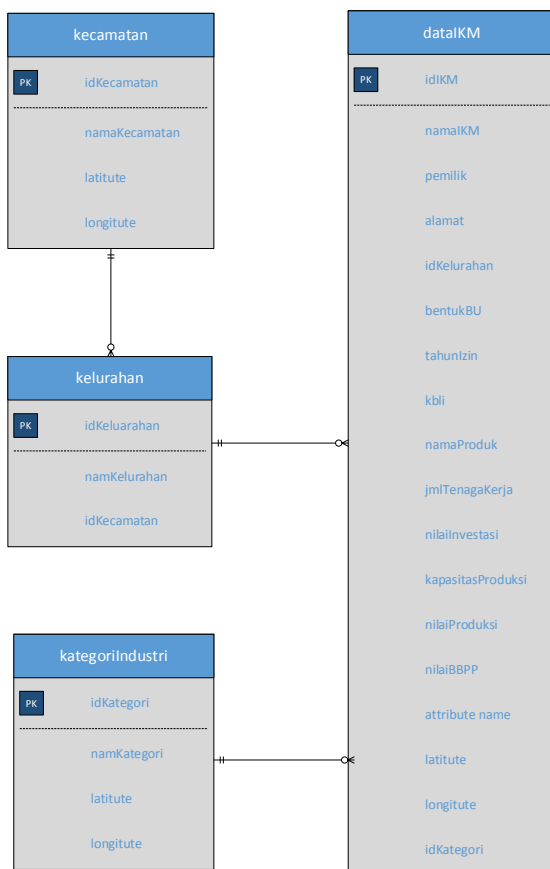 kecamatan
PK
idKecamatan
namaKecamatan
latitute
longitute
kelurahan
PK
idKeluarahan
namKelurahan
idKecamatan
kategoriIndustri
PK
idKategori
namKategori
latitute
longitute
dataIKM
PK
idIKM
namaIKM
pemilik
alamat
idKelurahan
bentukBU
tahunIzin
kbli
namaProduk
jmlTenagaKerja
nilaiInvestasi
kapasitasProduksi
nilaiProduksi
nilaiBBPP
attribute name
latitute
longitute
idKategori